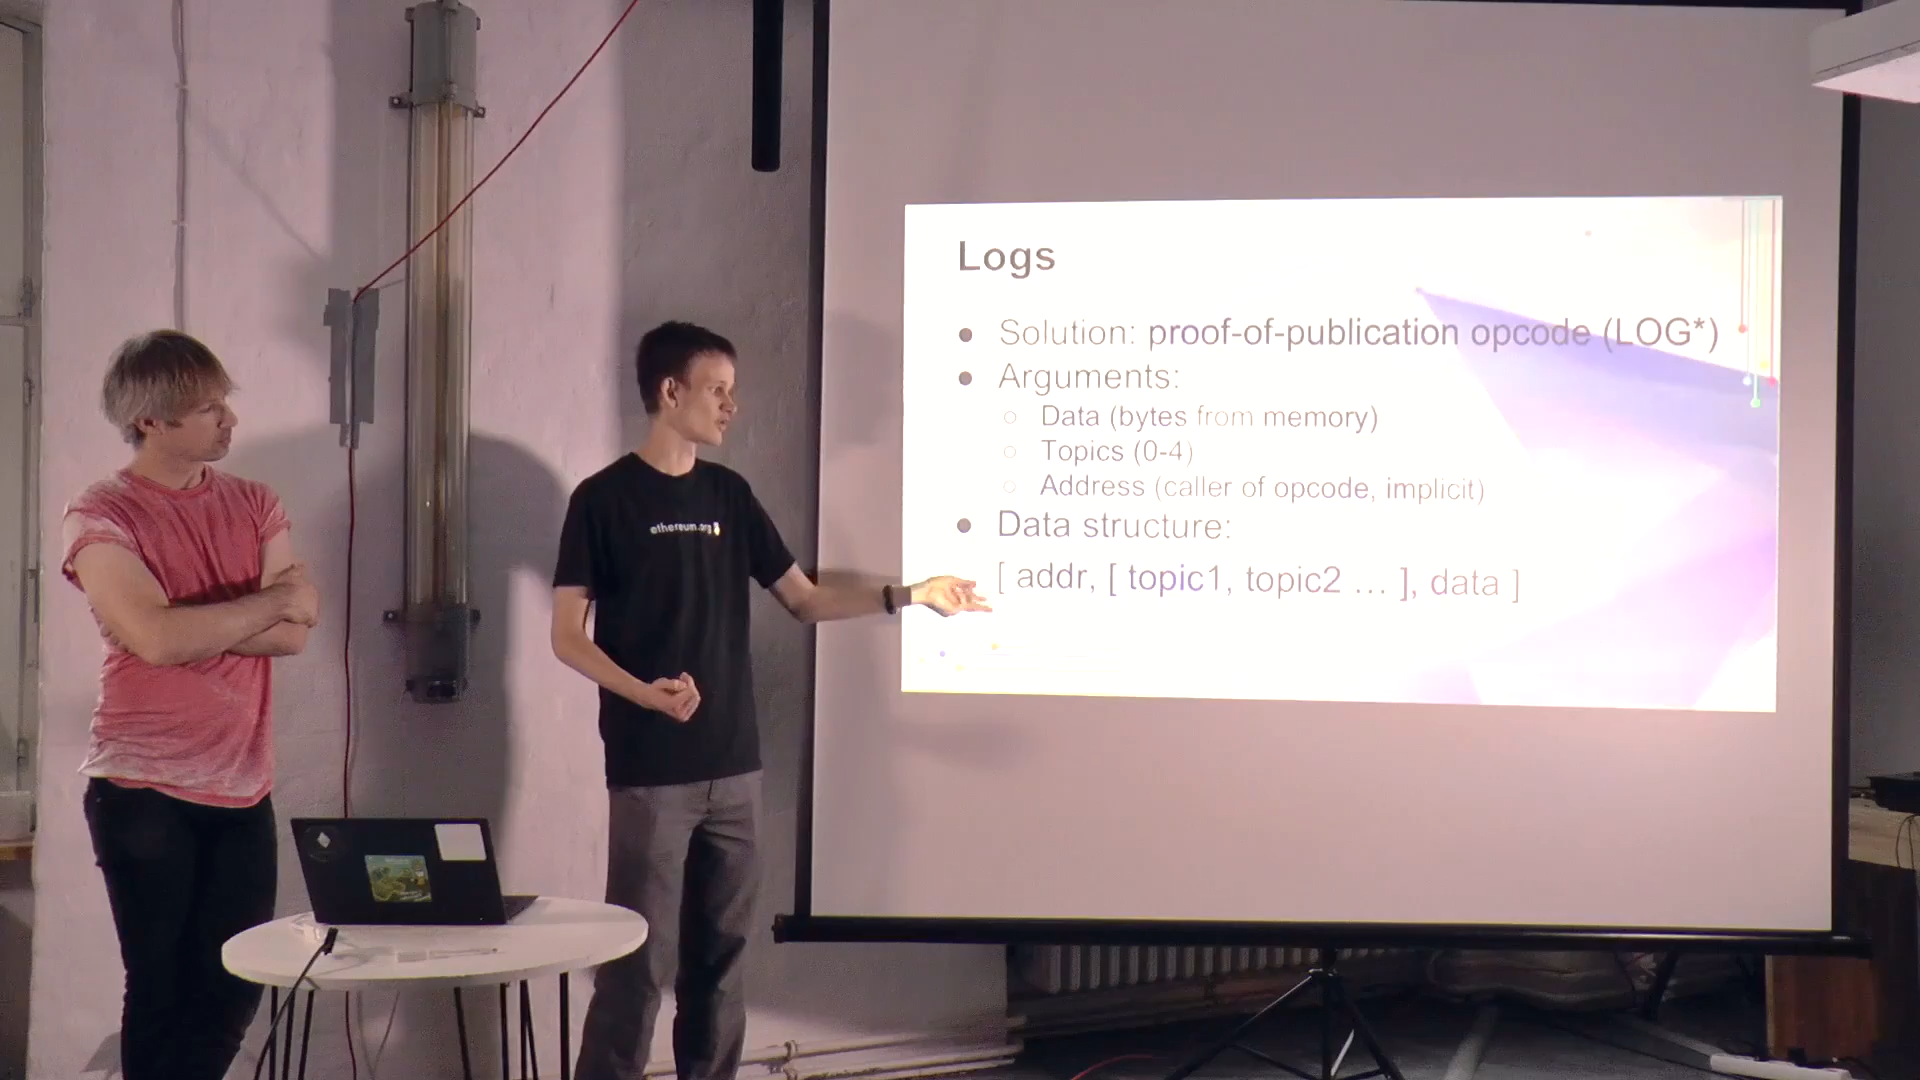 ethereum.org
Logs
Solution: proof-of-publication opcode (LOG*)
Arguments:
Data (bytes from memory)
Topics (0-4)
Address (caller of opcode, implicit)
Data structure:
[ addr, [ topic1, topic2 ... ], data ]